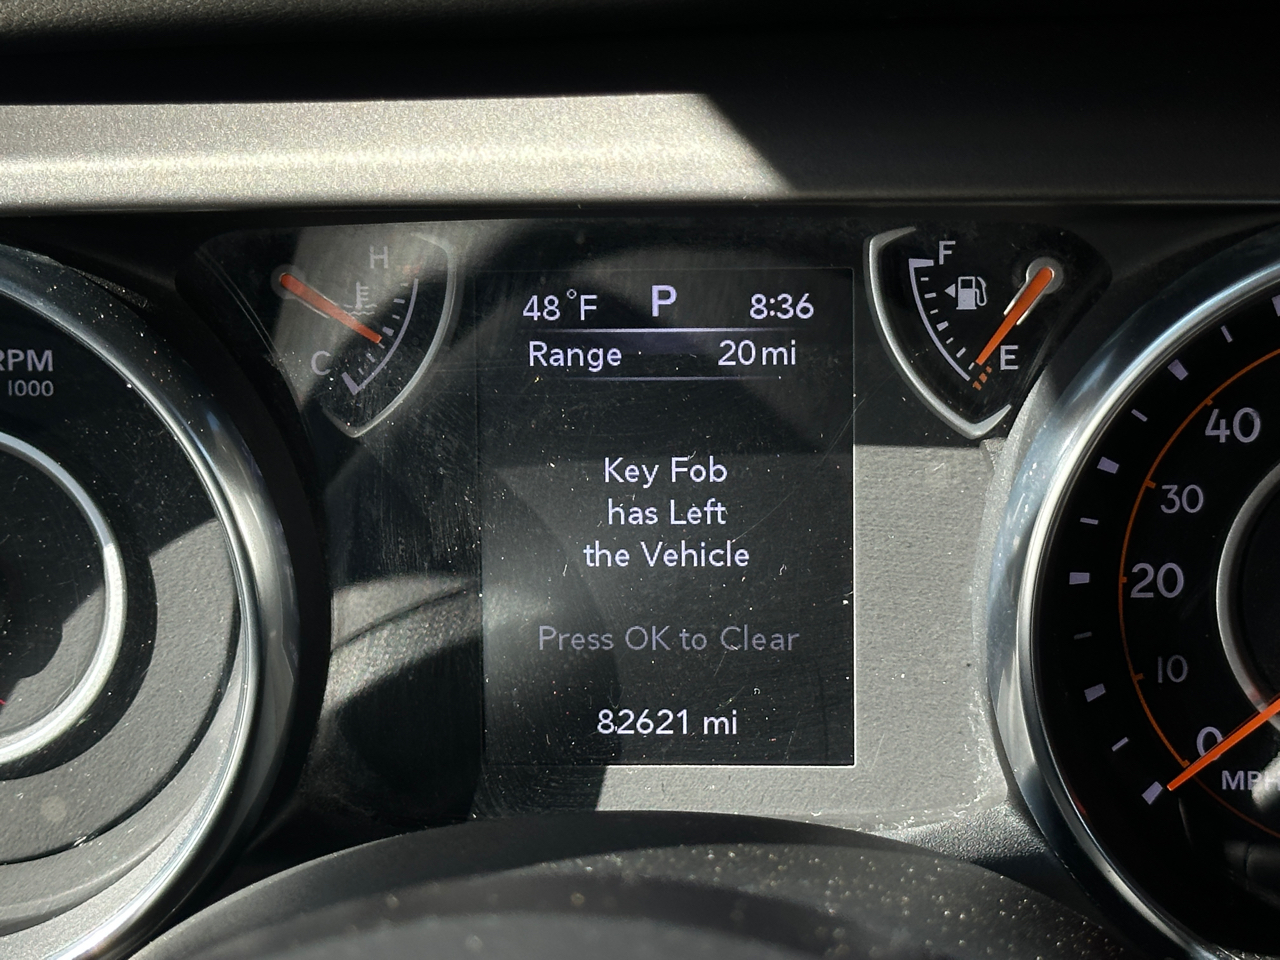 H
C
RPM
1000
48°F P 8:36
Range 20 mi
Key Fob
has Left
the Vehicle
Press OK to Clear
82621 mi
F
E
40
30
20
10
0
MPH